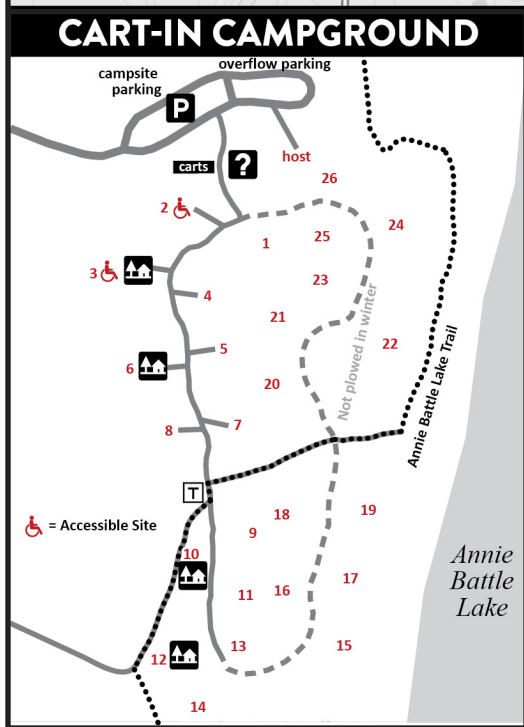 CART-IN CAMPGROUND
overflow parking
campsite
parking
P
carts
?
host
26
2
24
1
25
3
23
4
21
5
22
6
20
Not plowed in winter
Annie Battle Lake Trail
7
8
T
18
19
9
= Accessible Site
10
Annie
Battle
Lake
17
11
16
13
15
12
14